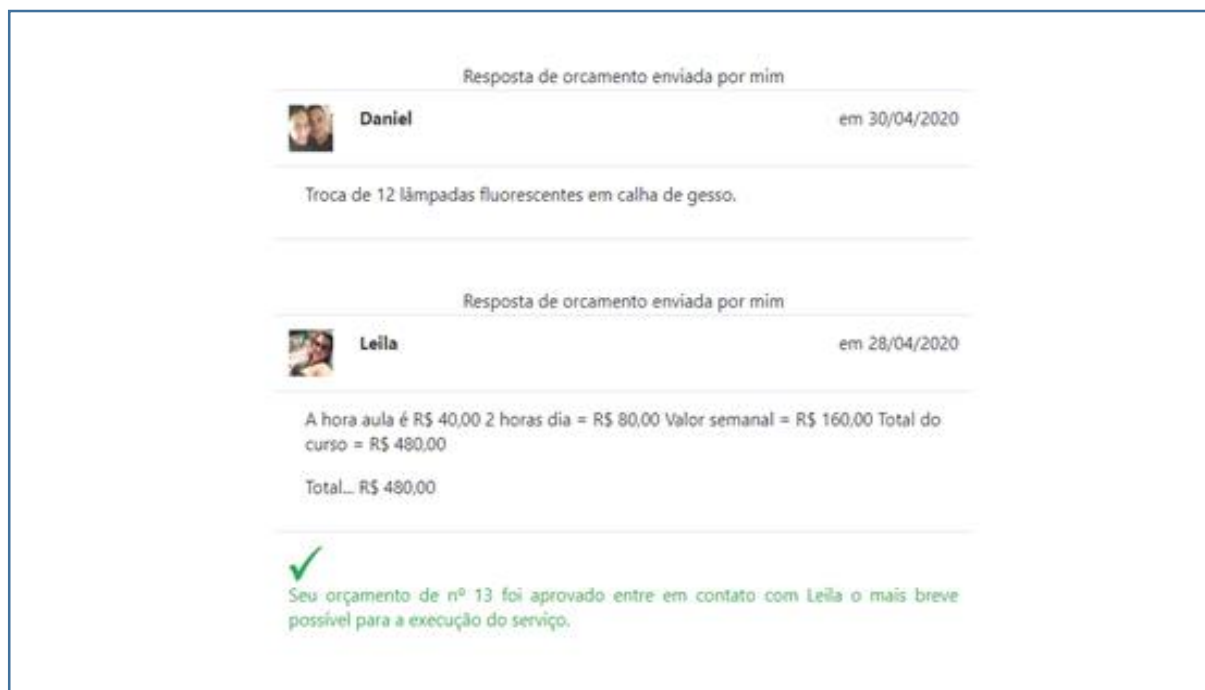 Resposta de orcamento enviada por mim
Daniel em 30/04/2020
Troca de 12 lâmpadas fluorescentes em calha de gesso.
Resposta de orcamento enviada por mim
Leila em 28/04/2020
A hora aula é R$ 40,00 2 horas dia = R$ 80,00 Valor semanal = R$ 160,00 Total do
curso = R$ 480,00
Total... R$ 480,00
Seu orçamento de nº 13 foi aprovado entre em contato com Leila o mais breve
possível para a execução do serviço.